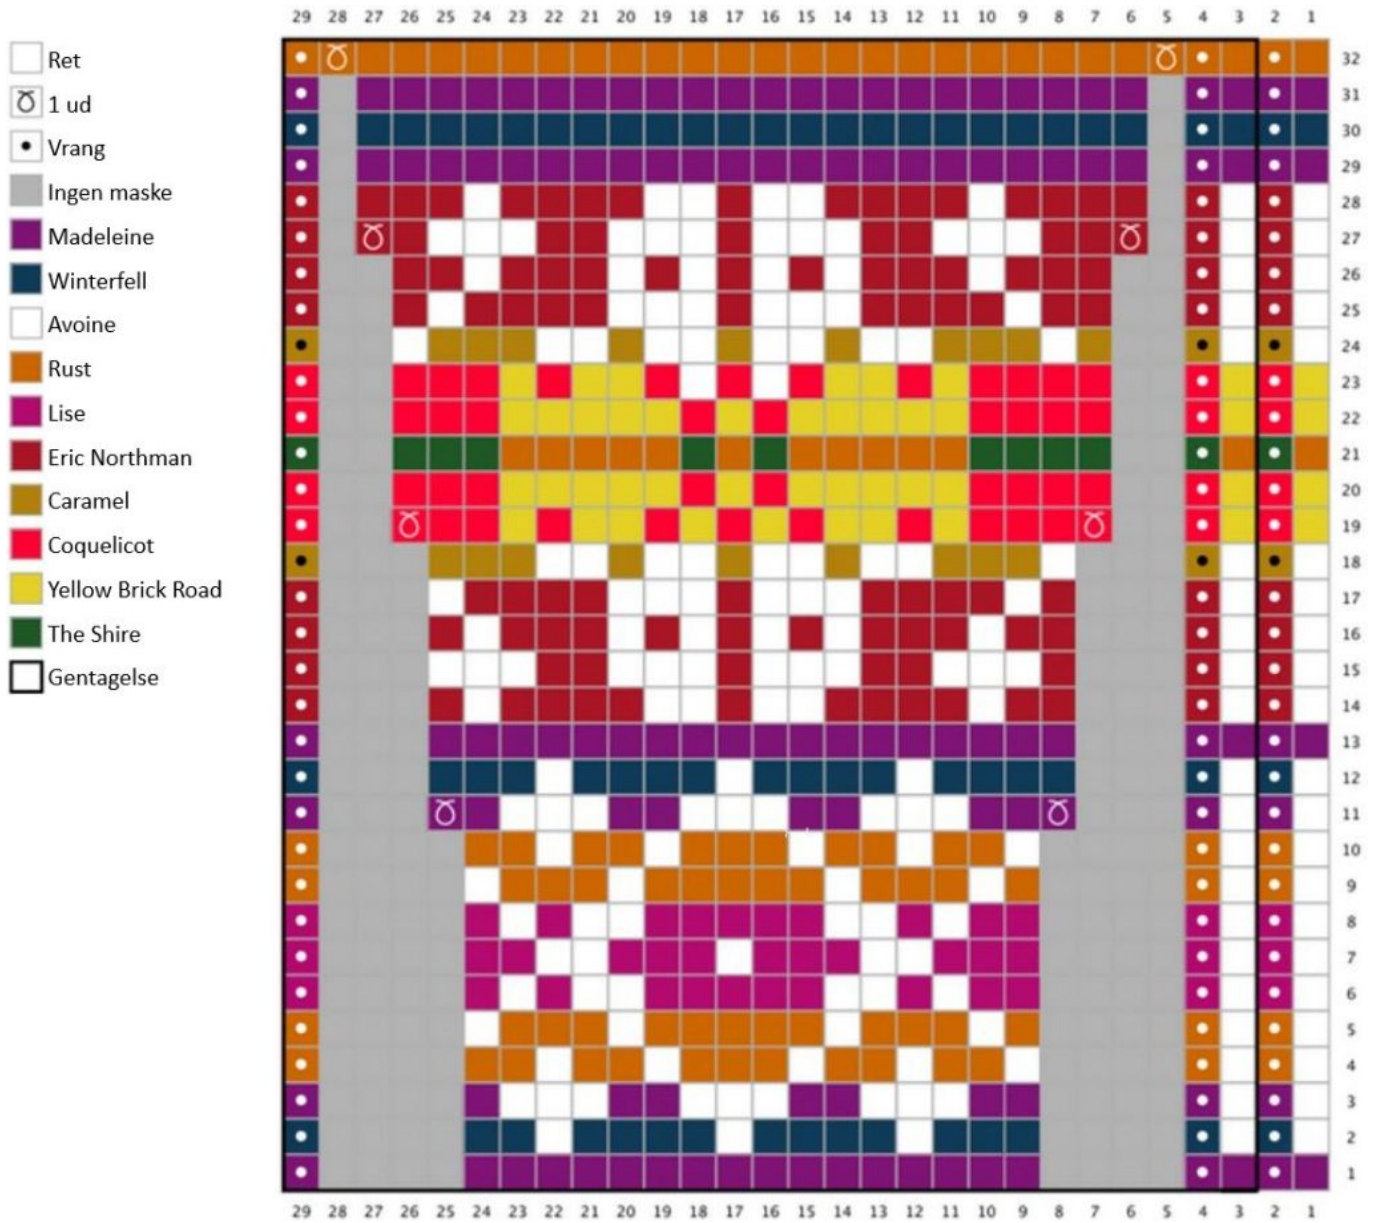 29 28 27 26 25 24 23 22 21 20 19 18 17 16 15 14 13 12 11 10 9 8 7 6 5 4 3 2 1
Ret
1 ud
Vrang
Ingen maske
Madeleine
Winterfell
Avoine
Rust
Lise
Eric Northman
Caramel
Coquelicot
Yellow Brick Road
The Shire
Gentagelse
32
31
30
29
28
27
26
25
24
23
22
21
20
19
18
17
16
15
14
13
12
11
10
9
8
7
6
5
4
3
2
1
29 28 27 26 25 24 23 22 21 20 19 18 17 16 15 14 13 12 11 10 9 8 7 6 5 4 3 2 1